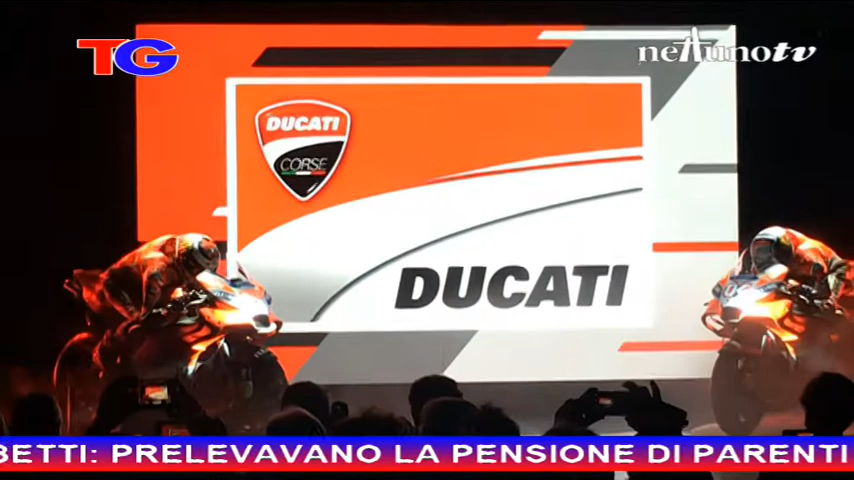 TG
nettunotv
DUCATI
CORSE
DUCATI
BETTI: PRELEVAVANO LA PENSIONE DI PARENTI